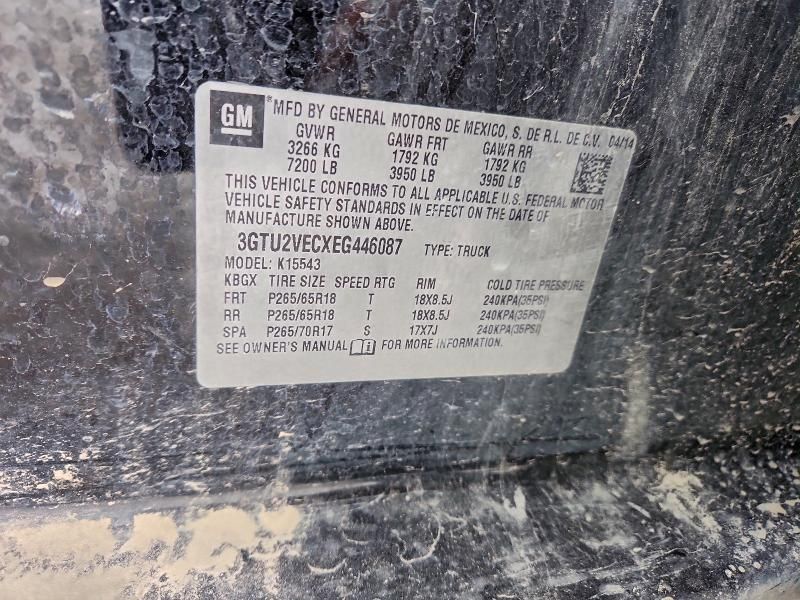 GM ® MFD BY GENERAL MOTORS DE MEXICO, S. DE R.L. DE C.V. 04/14
GVWR GAWR FRT GAWR RR
3266 KG 1792 KG 1792 KG
7200 LB 3950 LB 3950 LB
THIS VEHICLE CONFORMS TO ALL APPLICABLE U.S. FEDERAL MOTOR
VEHICLE SAFETY STANDARDS IN EFFECT ON THE DATE OF
MANUFACTURE SHOWN ABOVE.
3GTU2VECXEG446087 TYPE: TRUCK
MODEL: K15543
KBGX TIRE SIZE SPEED RTG RIM COLD TIRE PRESSURE
FRT P265/65R18 T 18X8.5J 240KPA(35PSI)
RR P265/65R18 T 18X8.5J 240KPA(35PSI)
SPA P265/70R17 S 17X7J 240KPA(35PSI)
SEE OWNER'S MANUAL i FOR MORE INFORMATION.